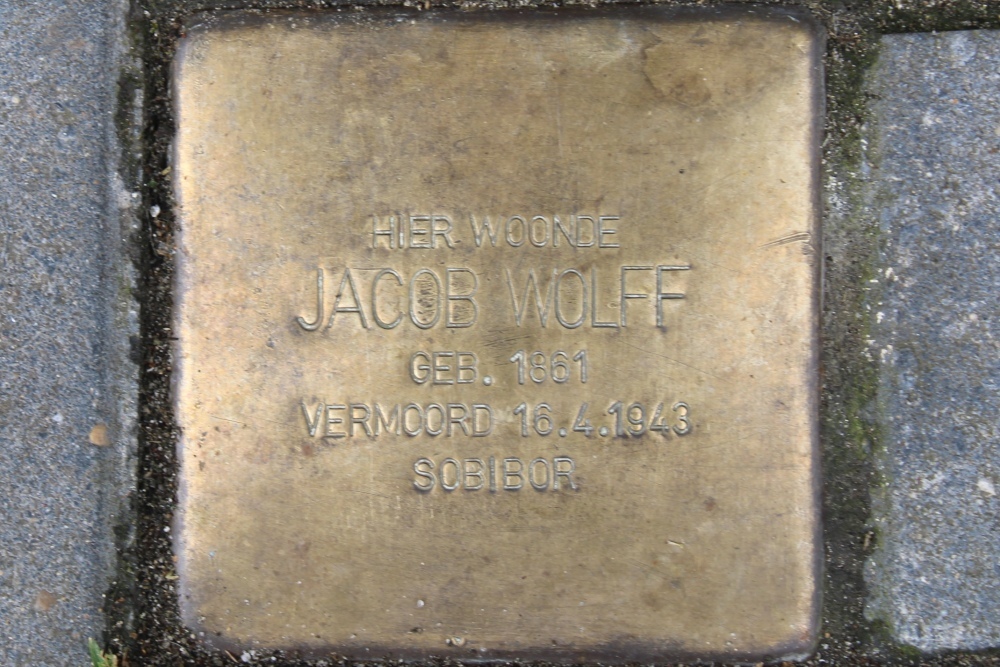 HIER WOONDE
JACOB WOLFF
GEB. 1861
VERMOORD 16.4.1943
SOBIBOR